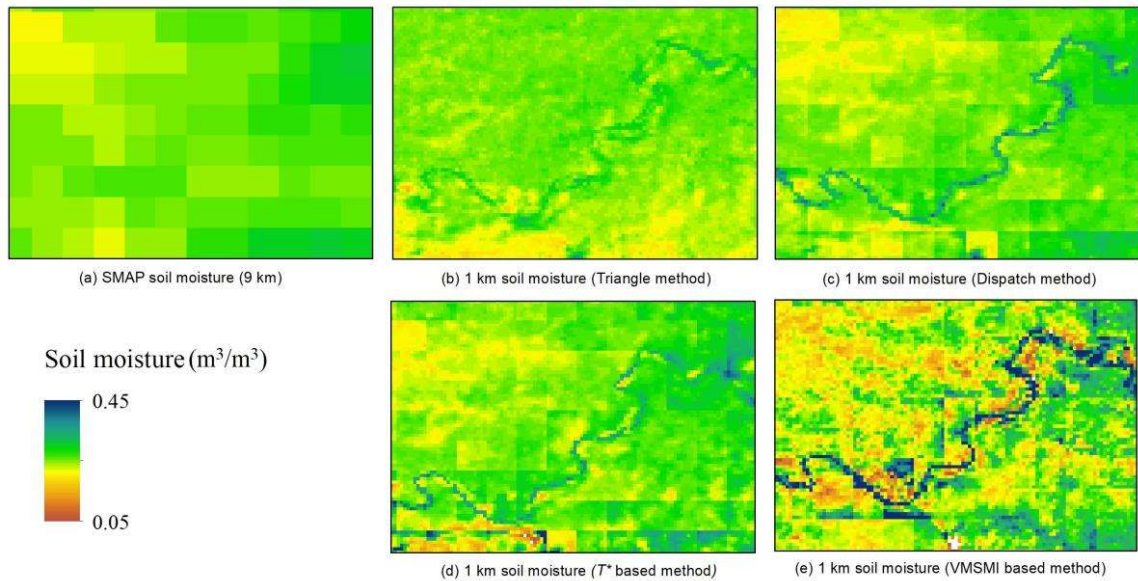 (a) SMAP soil moisture (9 km)
(b) 1 km soil moisture (Triangle method)
(c) 1 km soil moisture (Dispatch method)
Soil moisture (m³/m³)
0.45
0.05
(d) 1 km soil moisture (T* based method)
(e) 1 km soil moisture (VMSMI based method)